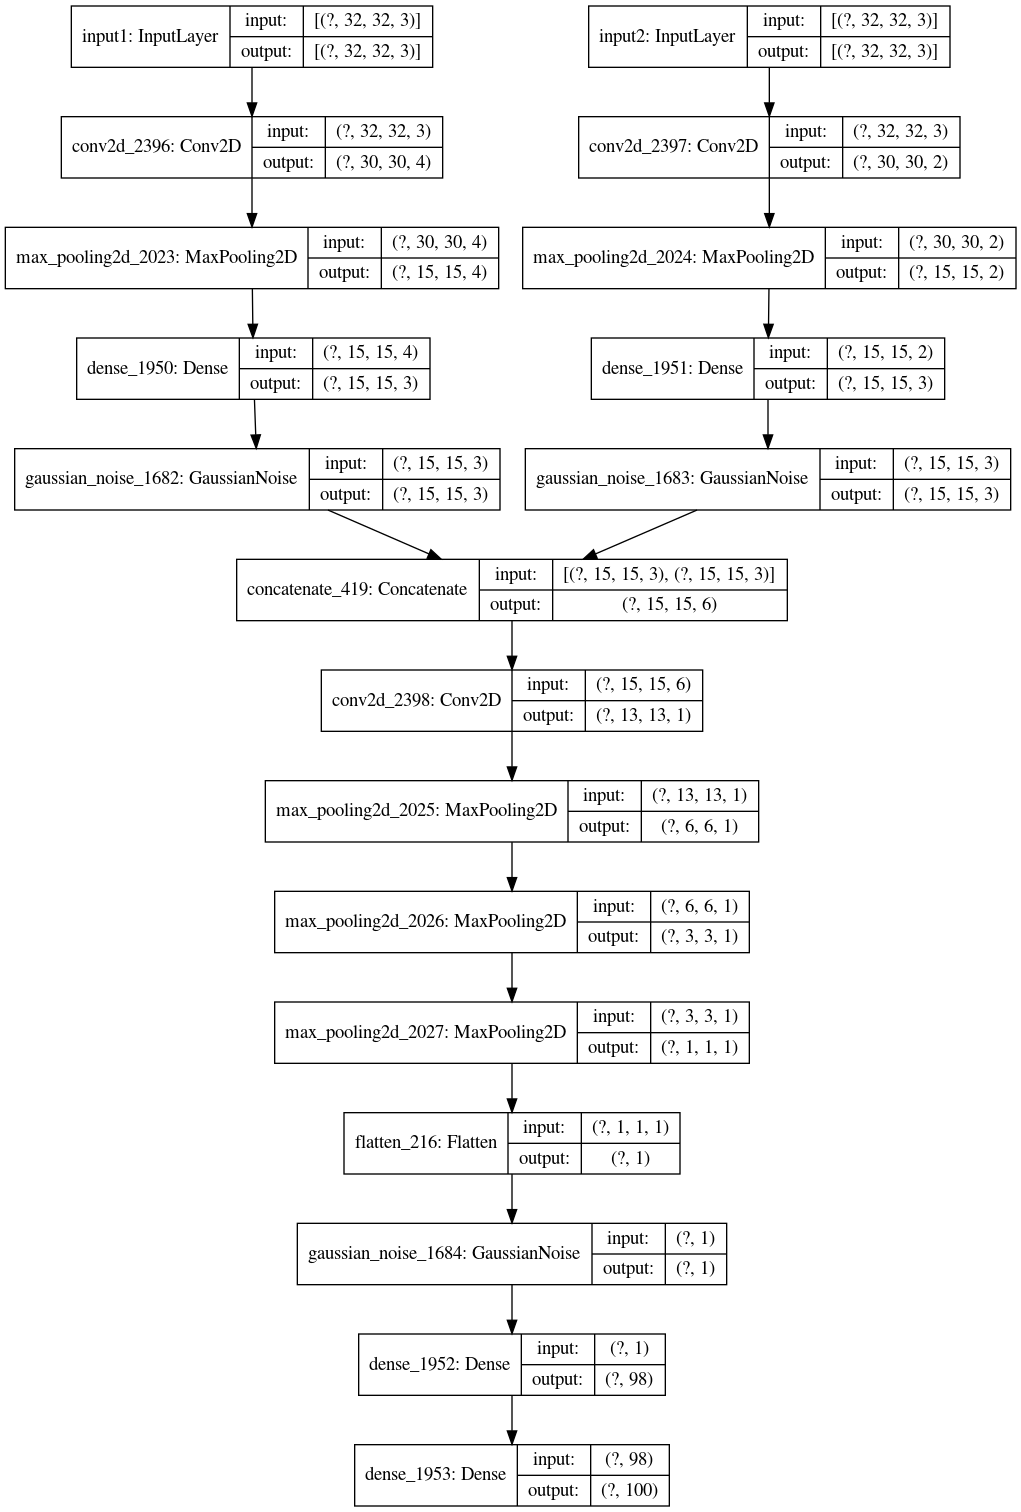 input1: InputLayer
input: [(?, 32, 32, 3)]
output: [(?, 32, 32, 3)]
input2: InputLayer
input: [(?, 32, 32, 3)]
output: [(?, 32, 32, 3)]
conv2d_2396: Conv2D
input: (?, 32, 32, 3)
output: (?, 30, 30, 4)
conv2d_2397: Conv2D
input: (?, 32, 32, 3)
output: (?, 30, 30, 2)
max_pooling2d_2023: MaxPooling2D
input: (?, 30, 30, 4)
output: (?, 15, 15, 4)
max_pooling2d_2024: MaxPooling2D
input: (?, 30, 30, 2)
output: (?, 15, 15, 2)
dense_1950: Dense
input: (?, 15, 15, 4)
output: (?, 15, 15, 3)
dense_1951: Dense
input: (?, 15, 15, 2)
output: (?, 15, 15, 3)
gaussian_noise_1682: GaussianNoise
input: (?, 15, 15, 3)
output: (?, 15, 15, 3)
gaussian_noise_1683: GaussianNoise
input: (?, 15, 15, 3)
output: (?, 15, 15, 3)
concatenate_419: Concatenate
input: [(?, 15, 15, 3), (?, 15, 15, 3)]
output: (?, 15, 15, 6)
conv2d_2398: Conv2D
input: (?, 15, 15, 6)
output: (?, 13, 13, 1)
max_pooling2d_2025: MaxPooling2D
input: (?, 13, 13, 1)
output: (?, 6, 6, 1)
max_pooling2d_2026: MaxPooling2D
input: (?, 6, 6, 1)
output: (?, 3, 3, 1)
max_pooling2d_2027: MaxPooling2D
input: (?, 3, 3, 1)
output: (?, 1, 1, 1)
flatten_216: Flatten
input: (?, 1, 1, 1)
output: (?, 1)
gaussian_noise_1684: GaussianNoise
input: (?, 1)
output: (?, 1)
dense_1952: Dense
input: (?, 1)
output: (?, 98)
dense_1953: Dense
input: (?, 98)
output: (?, 100)